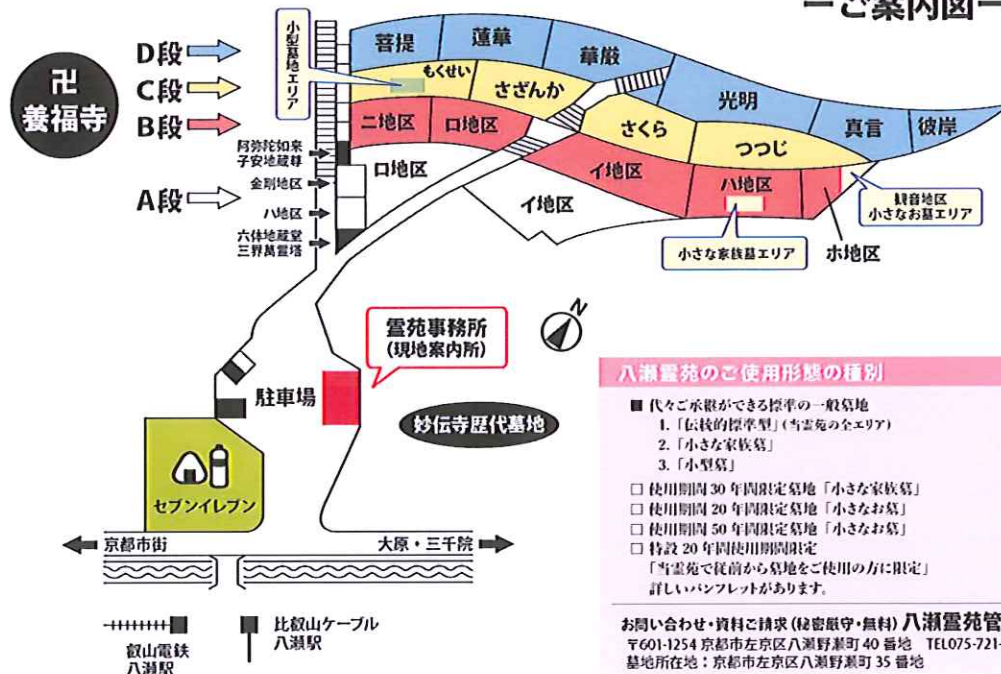 ーご案内図ー
卍
養福寺
D段
C段
B段
A段
小型墓地エリア
菩提
蓮華
華厳
光明
真言
彼岸
もくせい
さざんか
さくら
つつじ
ニ地区
ロ地区
イ地区
ハ地区
ホ地区
ロ地区
イ地区
阿弥陀如来
子安地蔵尊
金剛地区
ハ地区
六体地蔵堂
三界萬霊塔
観音地区
小さなお墓エリア
小さな家族墓エリア
N
霊苑事務所
(現地案内所)
駐車場
妙伝寺歴代墓地
セブンイレブン
京都市街
大原・三千院
叡山電鉄
八瀬駅
比叡山ケーブル
八瀬駅
八瀬霊苑のご使用形態の種別
■ 代々ご承継ができる標準の一般墓地
1.「伝統的標準型」(当霊苑の全エリア)
2.「小さな家族墓」
3.「小型墓」
□ 使用期間30年間限定墓地「小さな家族墓」
□ 使用期間20年間限定墓地「小さなお墓」
□ 使用期間50年間限定墓地「小さなお墓」
□ 特設20年間使用期間限定
「当霊苑で従前から墓地をご使用の方に限定」
詳しいパンフレットがあります。
お問い合わせ・資料ご請求(秘密厳守・無料) 八瀬霊苑管
〒601-1254 京都市左京区八瀬野瀬町40番地 TEL075-721-
墓地所在地：京都市左京区八瀬野瀬町35番地